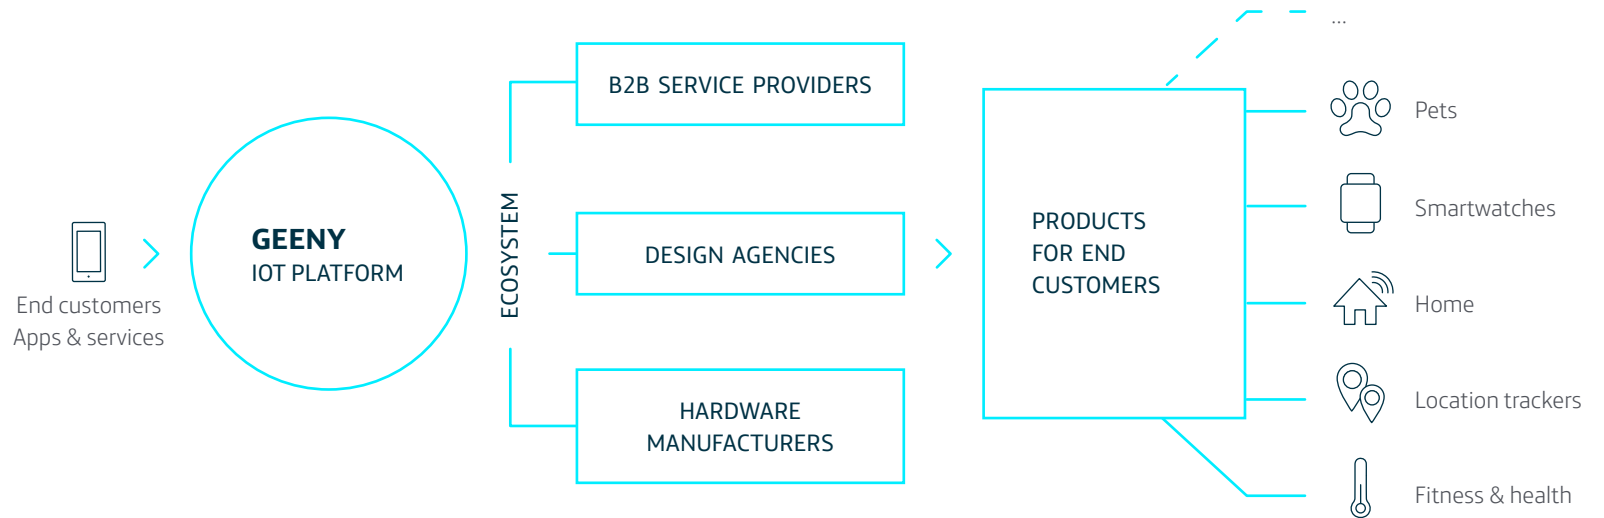 End customers
Apps & services
GEENY
IOT PLATFORM
ECOSYSTEM
B2B SERVICE PROVIDERS
DESIGN AGENCIES
HARDWARE
MANUFACTURERS
PRODUCTS
FOR END
CUSTOMERS
...
Pets
Smartwatches
Home
Location trackers
Fitness & health